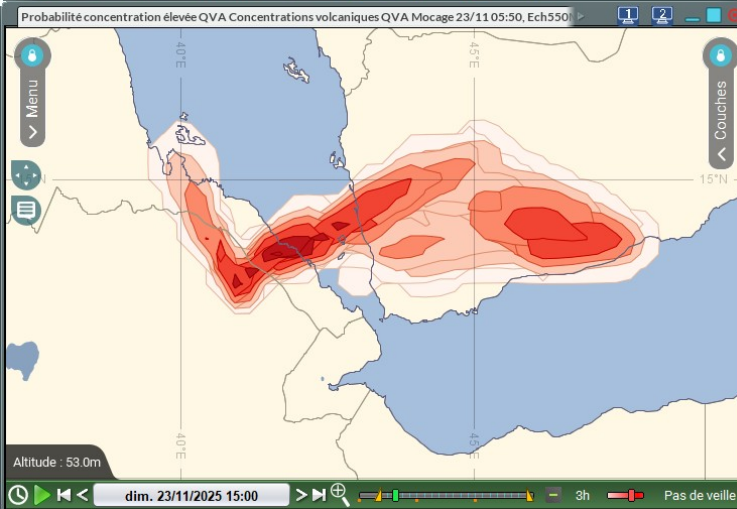 Probabilité concentration élevée QVA Concentrations volcaniques QVA Mocage 23/11 05:50, Ech550
1
2
40°E
45°E
Menu
Couches
15°N
N
40°E
45°E
Altitude : 53.0m
dim. 23/11/2025 15:00
3h
Pas de veille